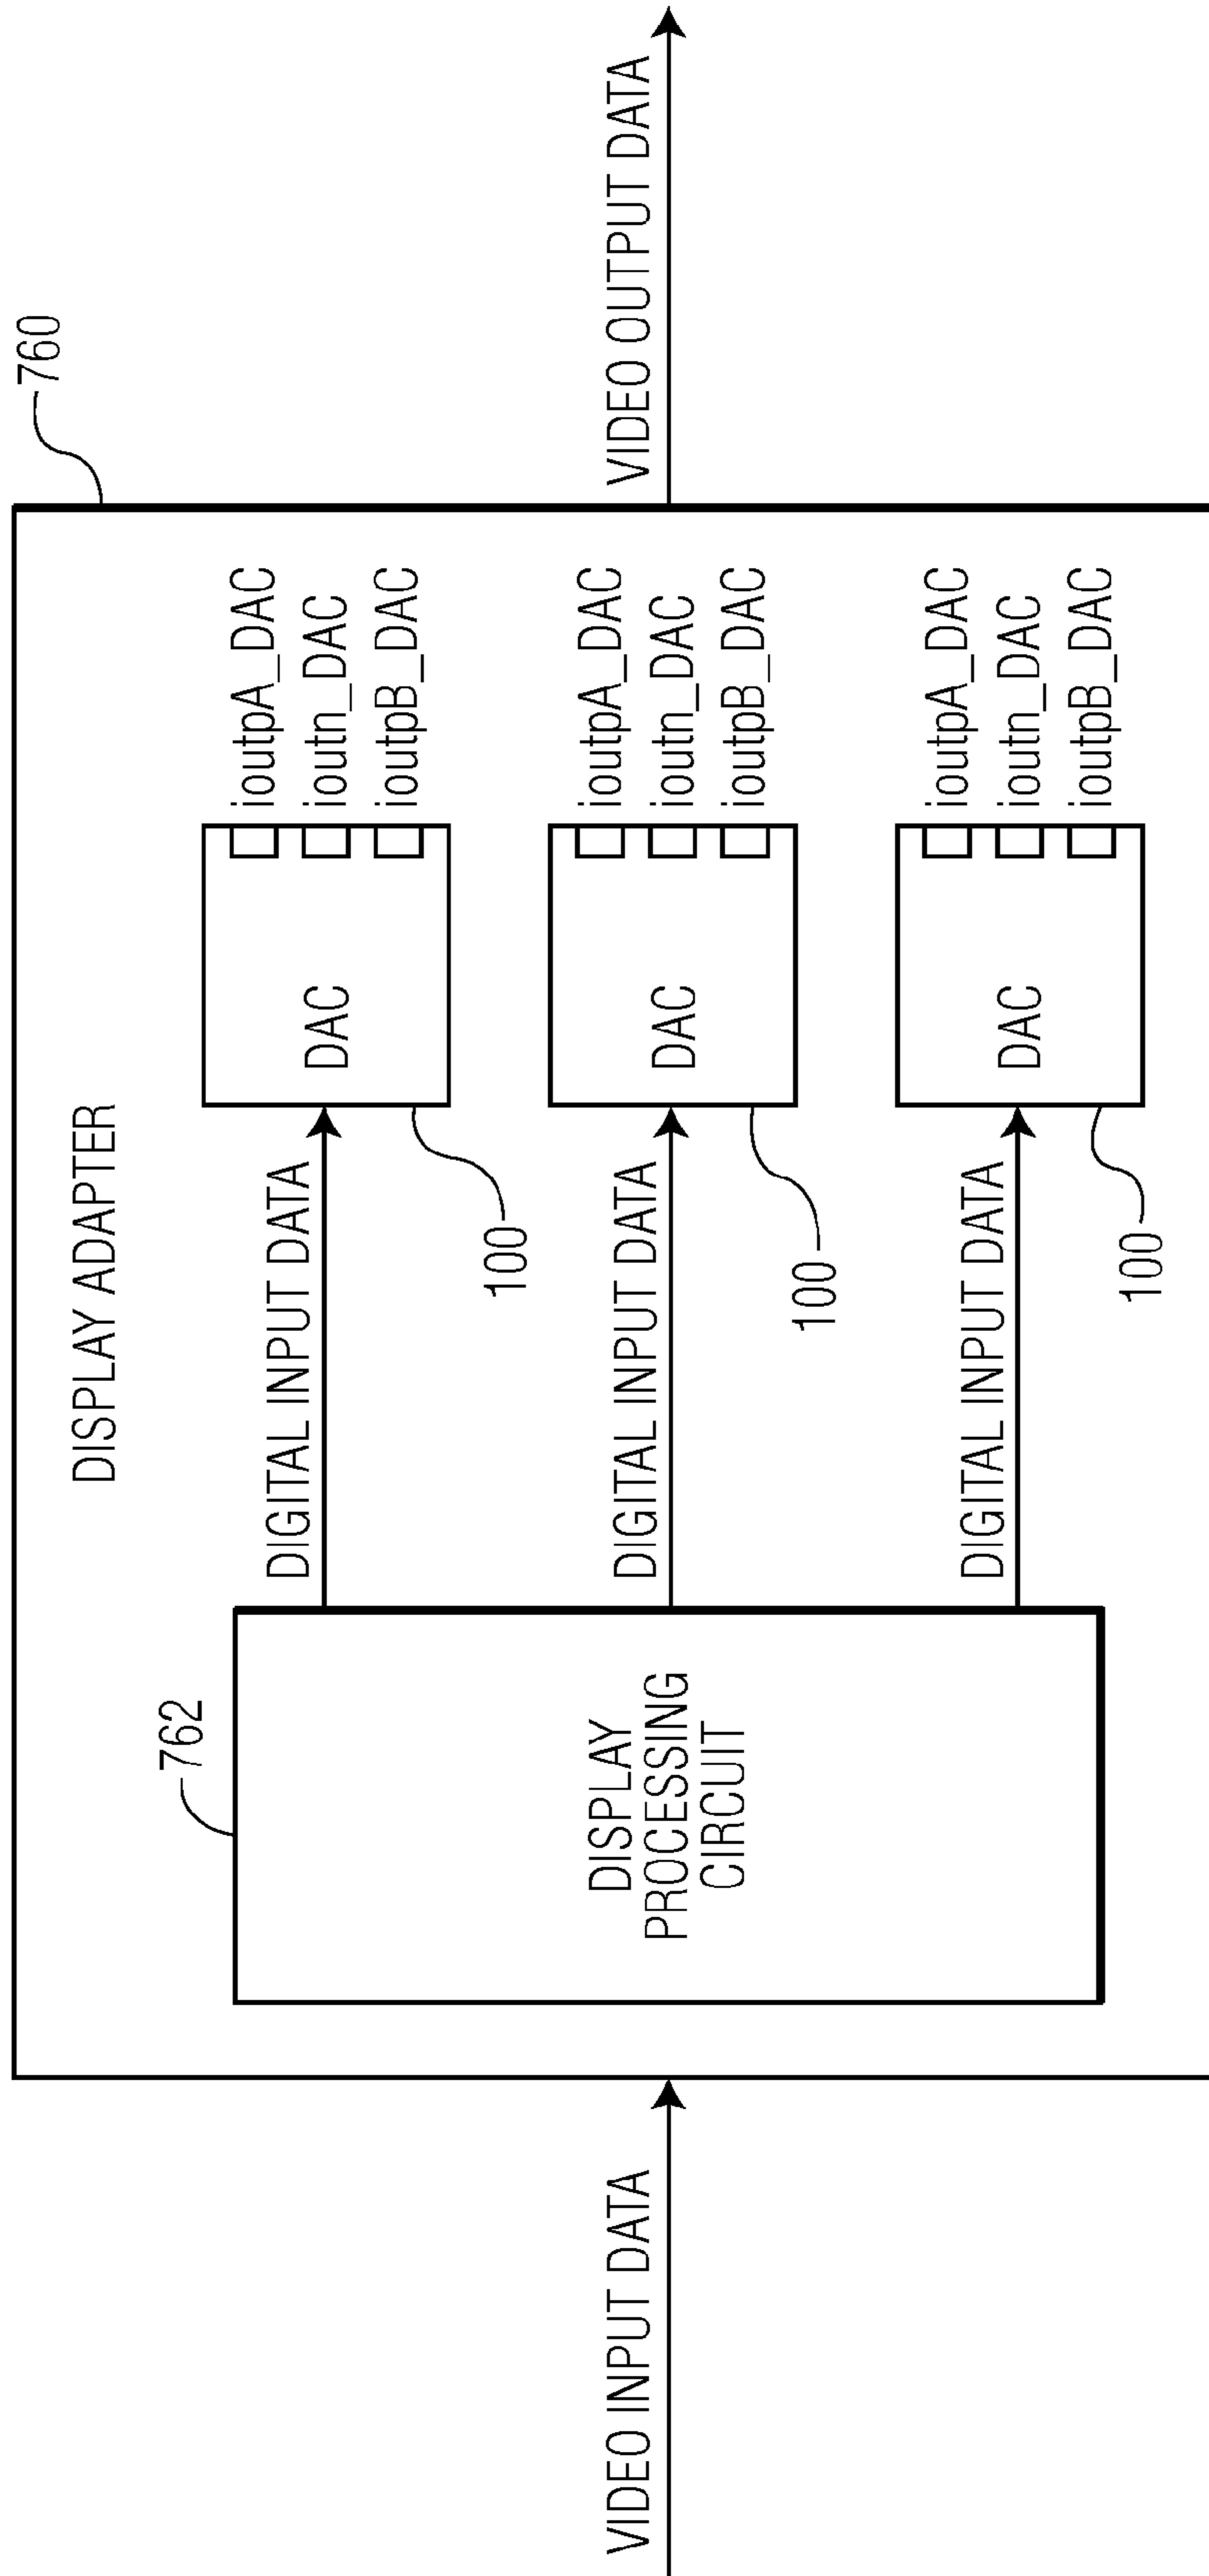 760
DISPLAY ADAPTER
762
DISPLAY
PROCESSING
CIRCUIT
VIDEO INPUT DATA
DIGITAL INPUT DATA
DAC
100
ioutpA_DAC
ioutn_DAC
ioutpB_DAC
DIGITAL INPUT DATA
DAC
100
ioutpA_DAC
ioutn_DAC
ioutpB_DAC
DIGITAL INPUT DATA
DAC
100
ioutpA_DAC
ioutn_DAC
ioutpB_DAC
VIDEO OUTPUT DATA